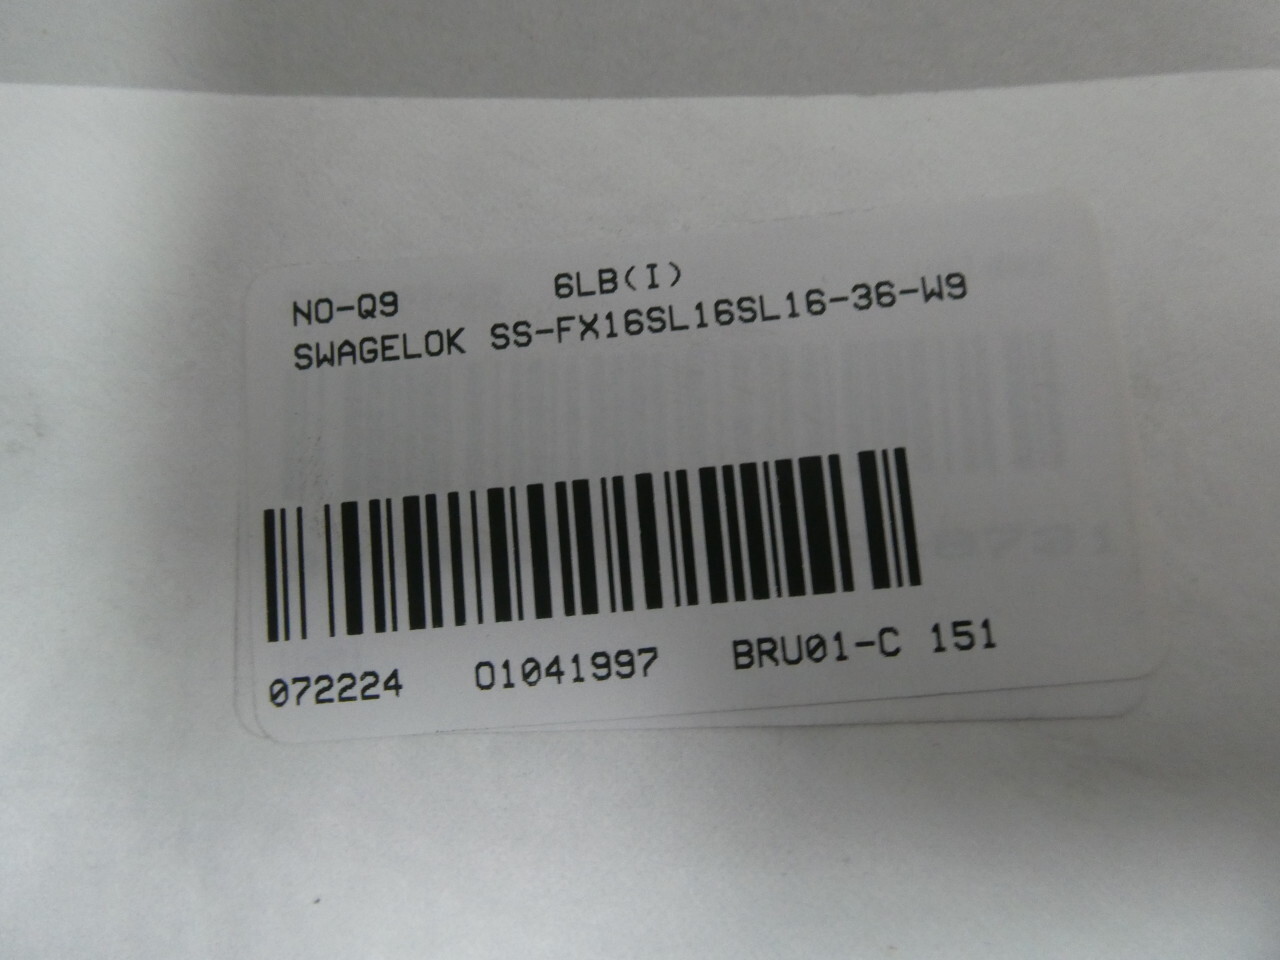 NO-Q9 6LB(I)
SWAGELOK SS-FX16SL16SL16-36-W9
072224 01041997 BRU01-C 151